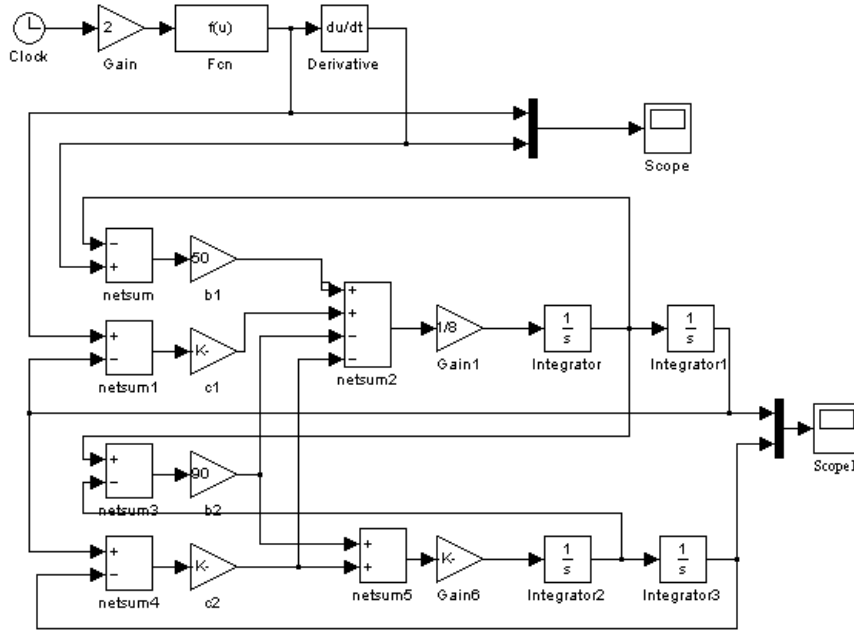 2
f(u)
du/dt
Clock
Gain
Fcn
Derivative
Scope
−
+
50
netsum
b1
+
+
−
−
+
−
K-
1/8
1
s
1
s
netsum1
c1
netsum2
Gain1
Integrator
Integrator1
+
−
90
Scope1
netsum3
b2
+
−
K-
+
+
K-
1
s
1
s
netsum4
c2
netsum5
Gain6
Integrator2
Integrator3